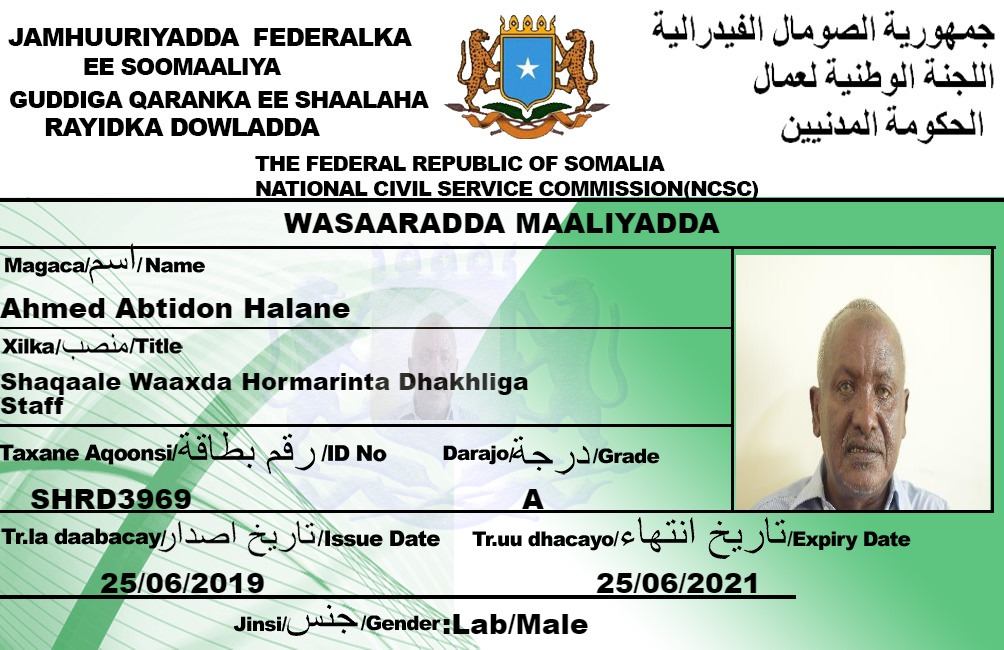 JAMHUURIYADDA FEDERALKA
EE SOOMAALIYA
GUDDIGA QARANKA EE SHAALAHA
RAYIDKA DOWLADDA
جمهورية الصومال الفيدرالية
اللجنة الوطنية لعمال
الحكومة المدنيين
THE FEDERAL REPUBLIC OF SOMALIA
NATIONAL CIVIL SERVICE COMMISSION(NCSC)
WASAARADDA MAALIYADDA
Magaca/اسم/Name
Ahmed Abtidon Halane
Xilka/منصب/Title
Shaqaale Waaxda Hormarinta Dhakhliga
Staff
Taxane Aqoonsi/رقم بطاقة/ID No
SHRD3969
Darajo/درجة/Grade
A
Tr.la daabacay/تاريخ اصدار/Issue Date
25/06/2019
Tr.uu dhacayo/تاريخ انتهاء/Expiry Date
25/06/2021
Jinsi/جنس/Gender:Lab/Male